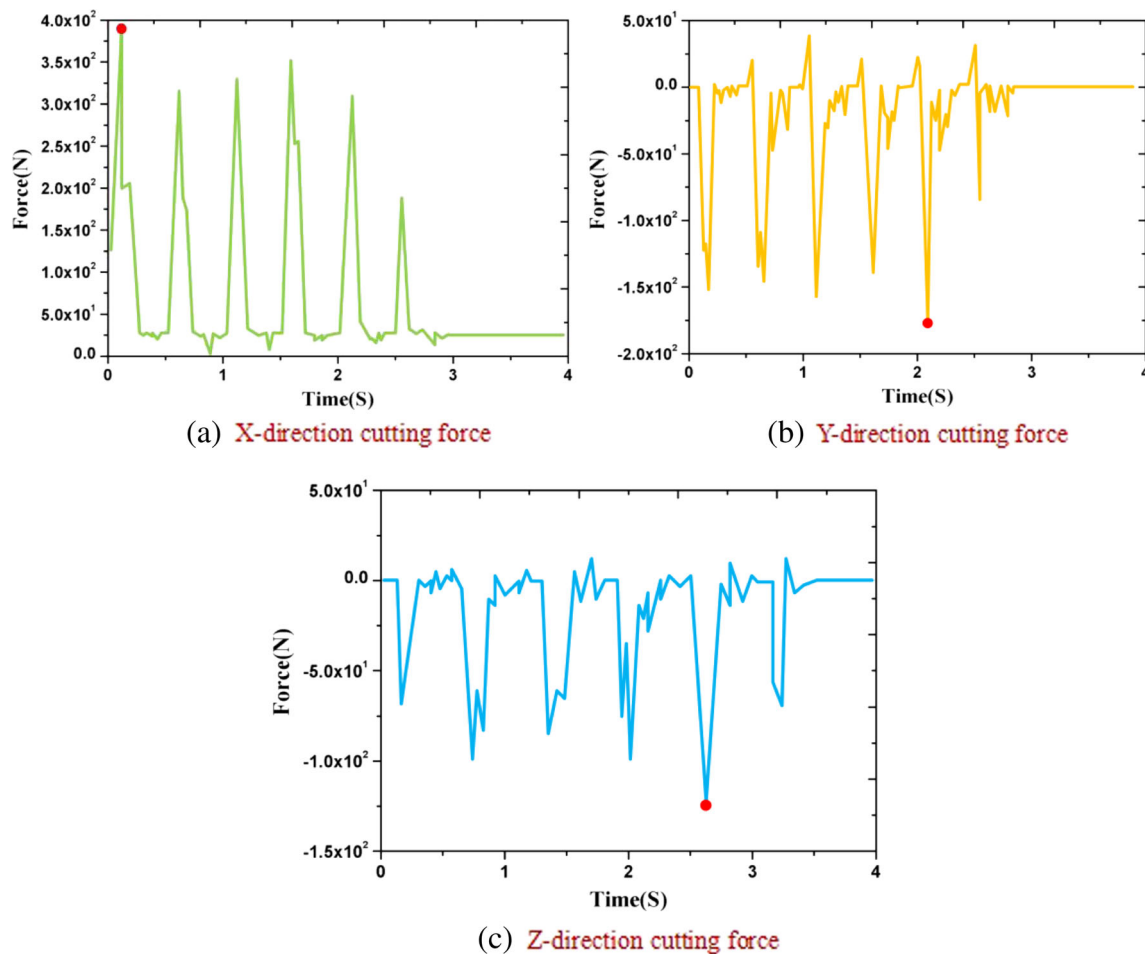 4.0x10²
3.5x10²
3.0x10²
2.5x10²
2.0x10²
1.5x10²
1.0x10²
5.0x10¹
0.0
Force(N)
0 1 2 3 4
Time(S)
(a) X-direction cutting force
5.0x10¹
0.0
-5.0x10¹
-1.0x10²
-1.5x10²
-2.0x10²
Force(N)
0 1 2 3 4
Time(S)
(b) Y-direction cutting force
5.0x10¹
0.0
-5.0x10¹
-1.0x10²
-1.5x10²
Force(N)
0 1 2 3 4
Time(S)
(c) Z-direction cutting force